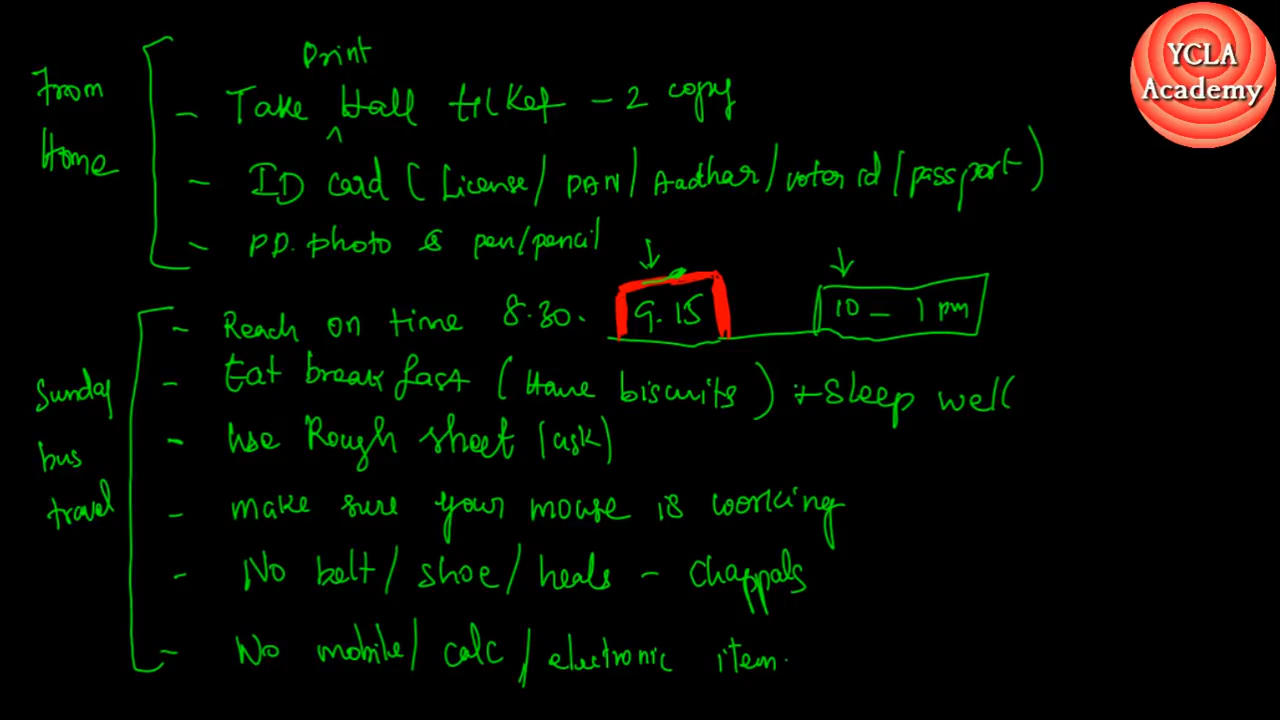 YCLA
Academy
From
Home
Print
- Take ^ Hall ticket - 2 copy
- ID card (License/ PAN/ Aadhar/ voter id/ passport)
- PP. photo & pen/pencil
Sunday
bus
travel
- Reach on time 8.30. 9.15 10 - 1 pm
- Eat breakfast (Have biscuits) + sleep well
- use Rough sheet (ask)
- make sure your mouse is working
- No belt/ shoe/ heals - chappals
- No mobile/ calc/ electronic item.